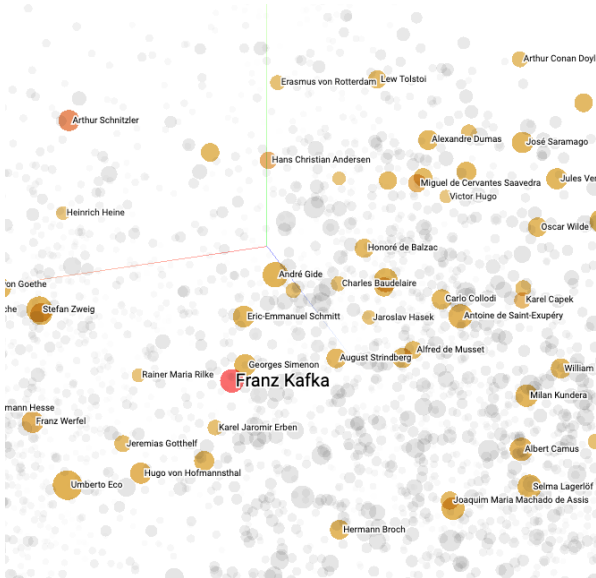 Arthur Conan Doyl
Erasmus von Rotterdam
Lew Tolstoi
Arthur Schnitzler
Alexandre Dumas
José Saramago
Hans Christian Andersen
Miguel de Cervantes Saavedra
Jules Ver
Victor Hugo
Heinrich Heine
Oscar Wilde
Honoré de Balzac
André Gide
von Goethe
Charles Baudelaire
Carlo Collodi
Karel Capek
che
Stefan Zweig
Eric-Emmanuel Schmitt
Jaroslav Hasek
Antoine de Saint-Exupéry
Alfred de Musset
August Strindberg
Georges Simenon
William
Rainer Maria Rilke
Franz Kafka
Milan Kundera
mann Hesse
Franz Werfel
Karel Jaromir Erben
Jeremias Gotthelf
Albert Camus
Hugo von Hofmannsthal
Umberto Eco
Selma Lagerlöf
Joaquim Maria Machado de Assis
Hermann Broch